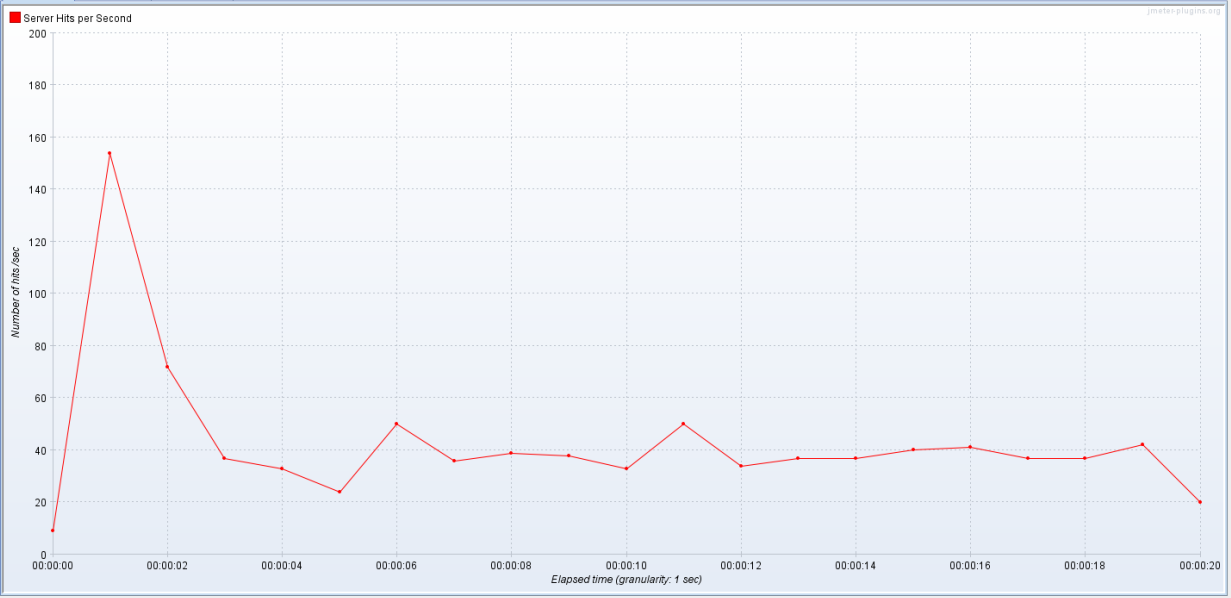 jmeter-plugins.org
Server Hits per Second
200
180
160
140
120
100
80
60
40
20
0
Number of hits/sec
00:00:00 00:00:02 00:00:04 00:00:06 00:00:08 00:00:10 00:00:12 00:00:14 00:00:16 00:00:18 00:00:20
Elapsed time (granularity: 1 sec)